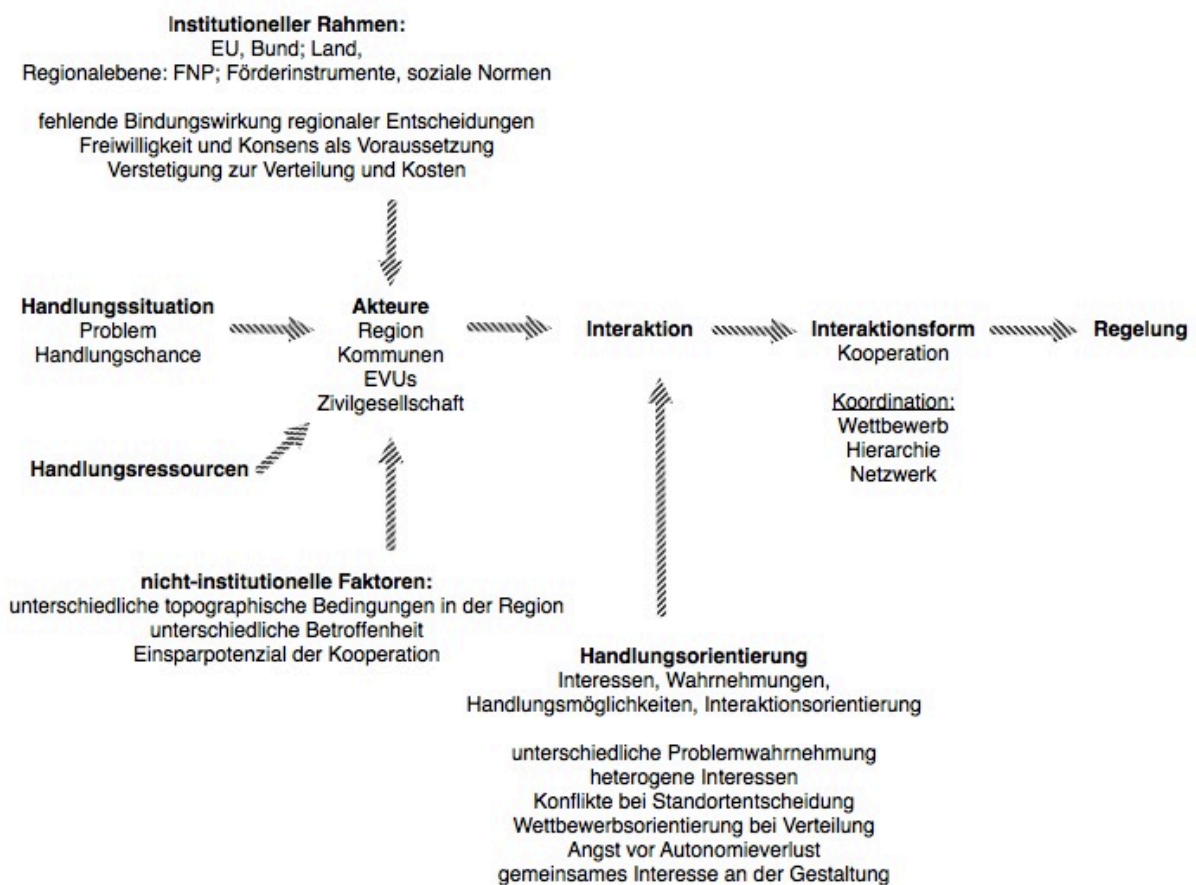 Institutioneller Rahmen:
EU, Bund; Land,
Regionalebene: FNP; Förderinstrumente, soziale Normen
fehlende Bindungswirkung regionaler Entscheidungen
Freiwilligkeit und Konsens als Voraussetzung
Verstetigung zur Verteilung und Kosten
Handlungssituation
Problem
Handlungschance
Akteure
Region
Kommunen
EVUs
Zivilgesellschaft
Interaktion
Interaktionsform
Kooperation
Koordination:
Wettbewerb
Hierarchie
Netzwerk
Regelung
Handlungsressourcen
nicht-institutionelle Faktoren:
unterschiedliche topographische Bedingungen in der Region
unterschiedliche Betroffenheit
Einsparpotenzial der Kooperation
Handlungsorientierung
Interessen, Wahrnehmungen,
Handlungsmöglichkeiten, Interaktionsorientierung
unterschiedliche Problemwahrnehmung
heterogene Interessen
Konflikte bei Standortentscheidung
Wettbewerbsorientierung bei Verteilung
Angst vor Autonomieverlust
gemeinsames Interesse an der Gestaltung